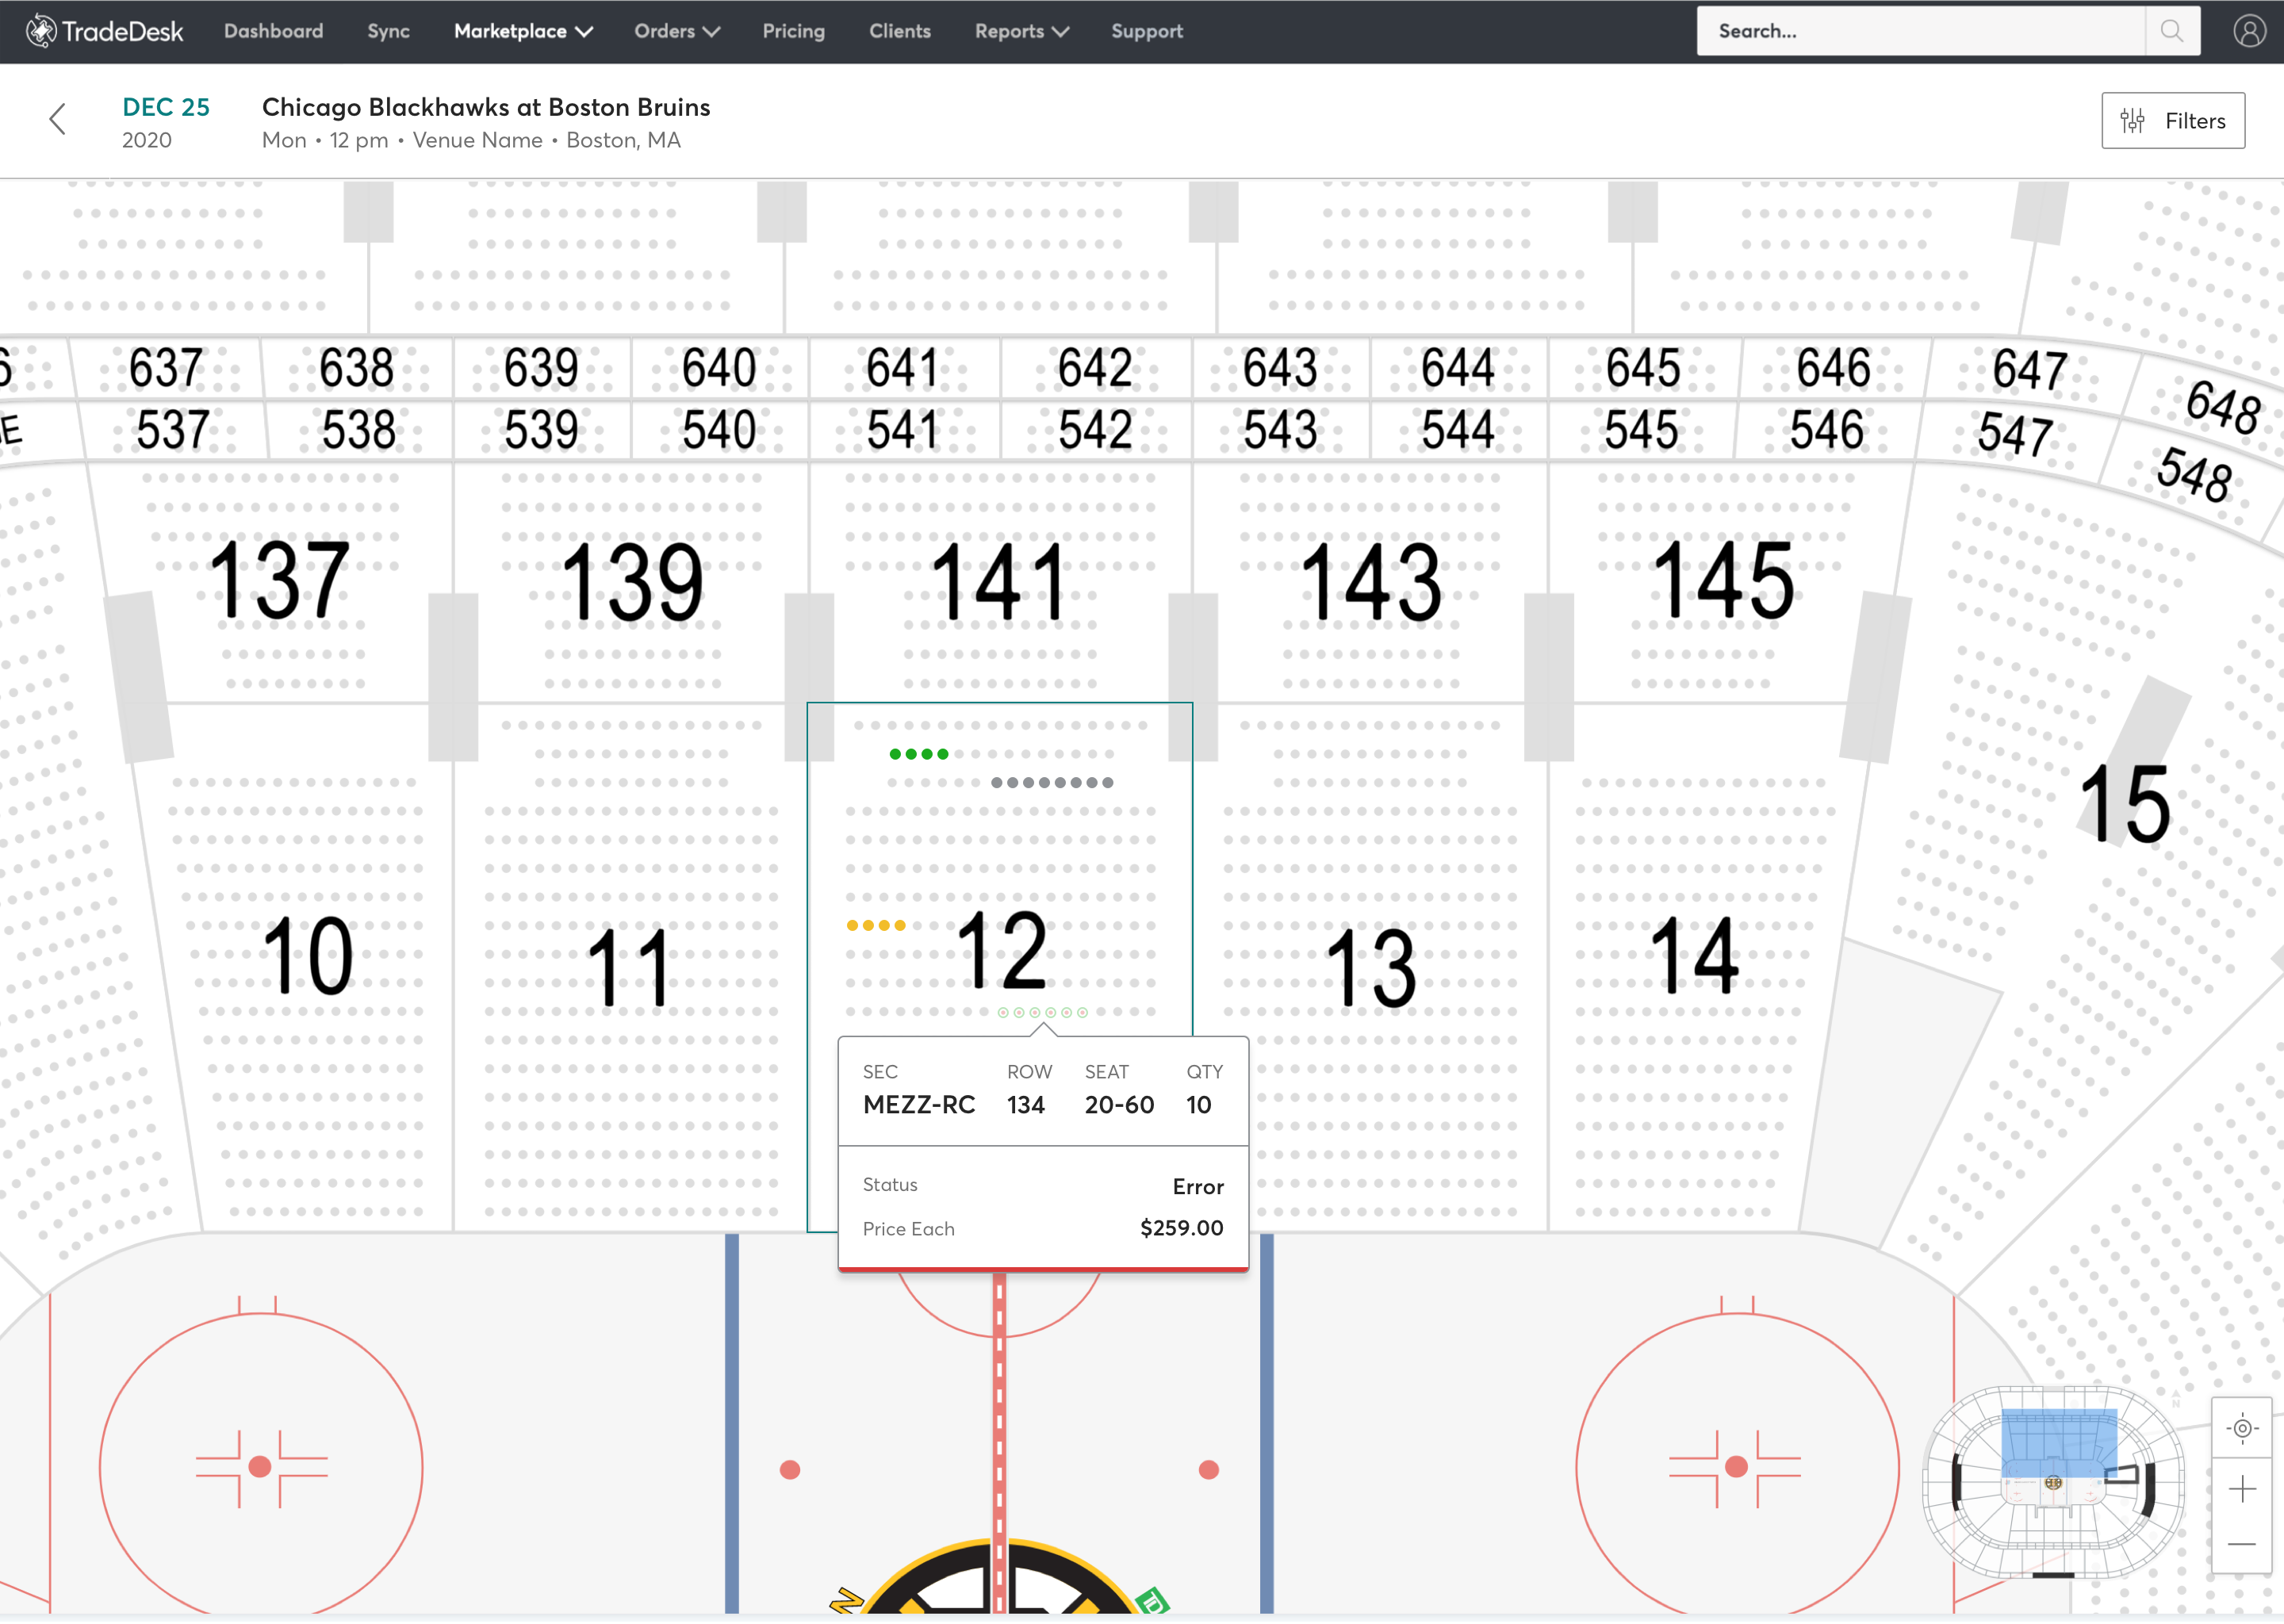 TradeDesk Dashboard Sync Marketplace Orders Pricing Clients Reports Support Search...
DEC 25 Chicago Blackhawks at Boston Bruins
2020 Mon • 12 pm • Venue Name • Boston, MA
Filters
637 638 639 640 641 642 643 644 645 646 647 648
537 538 539 540 541 542 543 544 545 546 547 548
137 139 141 143 145
15
10 11 12 13 14
SEC ROW SEAT QTY
MEZZ-RC 134 20-60 10
Status Error
Price Each $259.00
N
TD